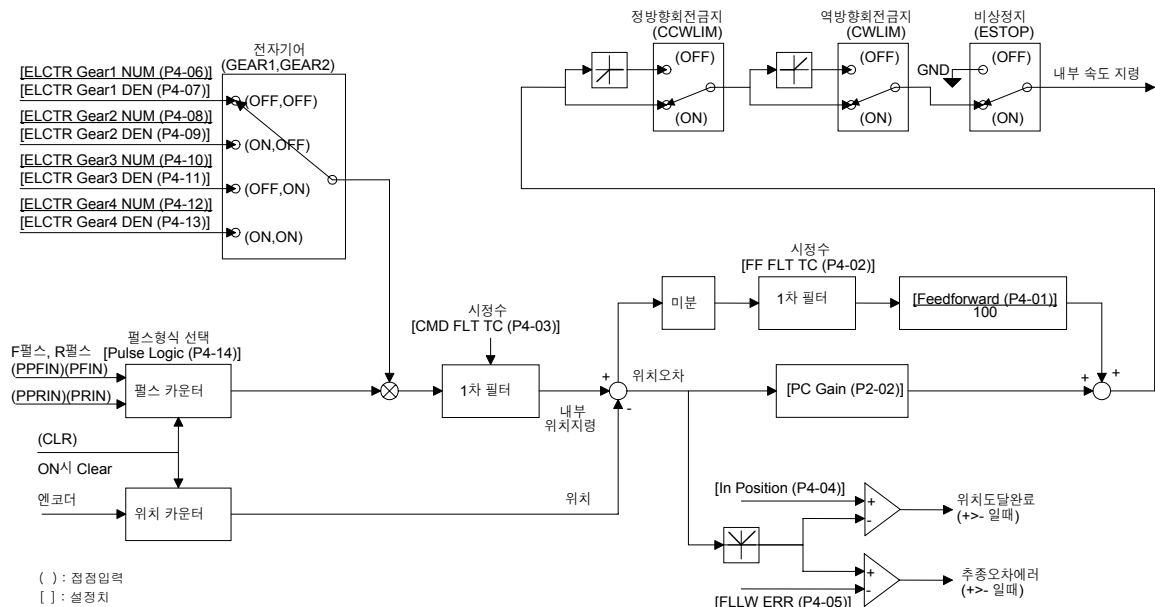 정방향회전금지
(CCWLIM)
역방향회전금지
(CWLIM)
비상정지
(ESTOP)
(OFF)
(OFF)
GND
(OFF)
내부 속도 지령
(ON)
(ON)
(ON)
전자기어
(GEAR1,GEAR2)
[ELCTR Gear1 NUM (P4-06)]
[ELCTR Gear1 DEN (P4-07)]
(OFF,OFF)
[ELCTR Gear2 NUM (P4-08)]
[ELCTR Gear2 DEN (P4-09)]
(ON,OFF)
[ELCTR Gear3 NUM (P4-10)]
[ELCTR Gear3 DEN (P4-11)]
(OFF,ON)
[ELCTR Gear4 NUM (P4-12)]
[ELCTR Gear4 DEN (P4-13)]
(ON,ON)
시정수
[FF FLT TC (P4-02)]
미분
1차 필터
[Feedforward (P4-01)]
100
시정수
[CMD FLT TC (P4-03)]
펄스형식 선택
[Pulse Logic (P4-14)]
F펄스, R펄스
(PPFIN)(PFIN)
(PPRIN)(PRIN)
펄스 카운터
1차 필터
+
-
위치오차
[PC Gain (P2-02)]
+
+
내부
위치지령
(CLR)
ON시 Clear
엔코더
위치 카운터
위치
[In Position (P4-04)]
+
-
위치도달완료
(+>- 일때)
+
-
추종오차에러
(+>- 일때)
[FLLW ERR (P4-05)]
( ) : 접점입력
[ ] : 설정치